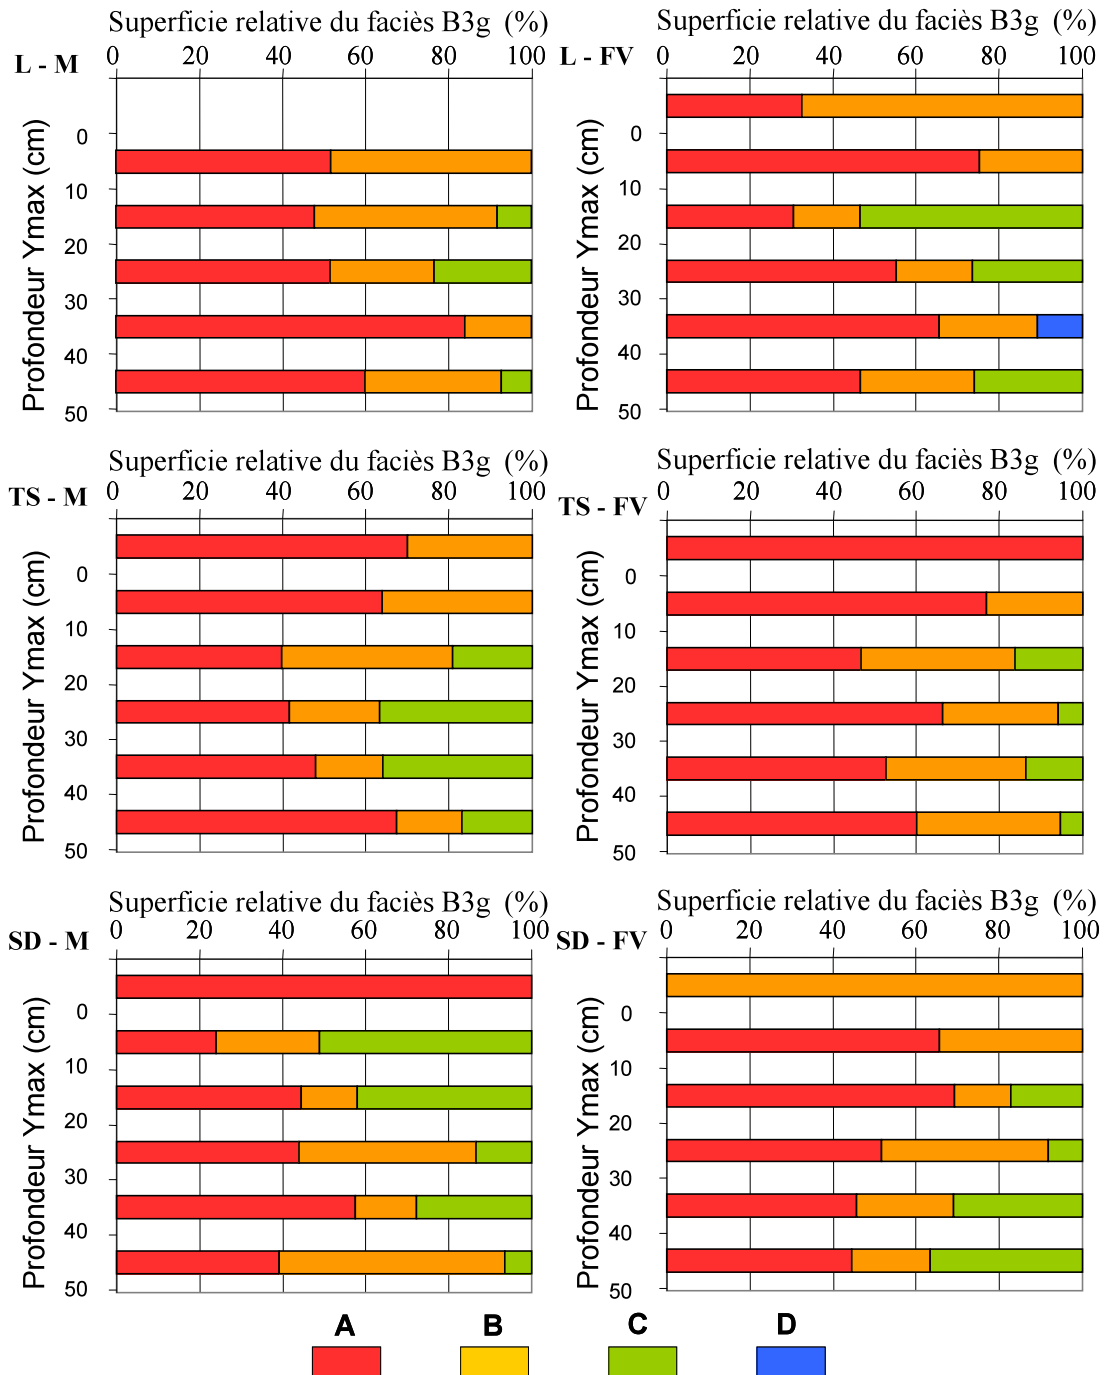 Superficie relative du faciès B3g (%)
0 20 40 60 80 100
L - M
Profondeur Ymax (cm)
0
10
20
30
40
50
Superficie relative du faciès B3g (%)
0 20 40 60 80 100
L - FV
Profondeur Ymax (cm)
0
10
20
30
40
50
Superficie relative du faciès B3g (%)
0 20 40 60 80 100
TS - M
Profondeur Ymax (cm)
0
10
20
30
40
50
Superficie relative du faciès B3g (%)
0 20 40 60 80 100
TS - FV
Profondeur Ymax (cm)
0
10
20
30
40
50
Superficie relative du faciès B3g (%)
0 20 40 60 80 100
SD - M
Profondeur Ymax (cm)
0
10
20
30
40
50
Superficie relative du faciès B3g (%)
0 20 40 60 80 100
SD - FV
Profondeur Ymax (cm)
0
10
20
30
40
50
A B C D